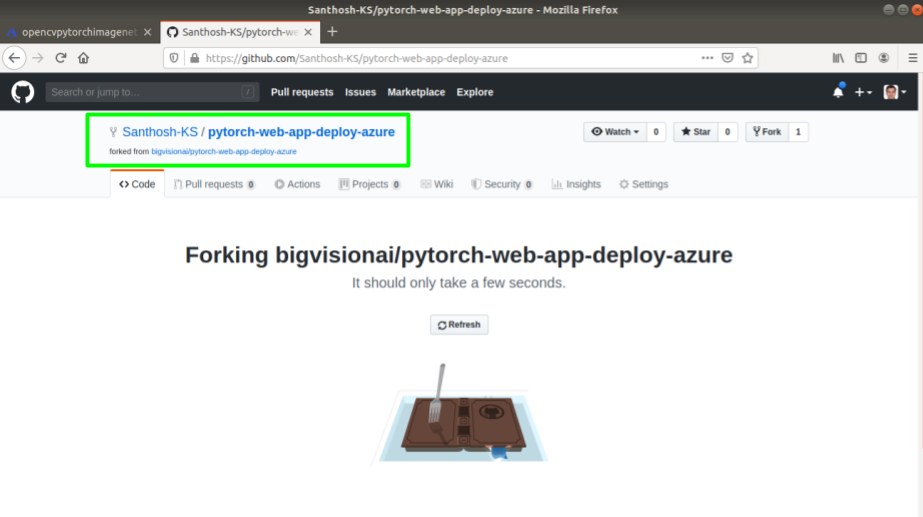 Santhosh-KS/pytorch-web-app-deploy-azure - Mozilla Firefox
opencvpytorchimagenet
Santhosh-KS/pytorch-we
https://github.com/Santhosh-KS/pytorch-web-app-deploy-azure
Search or jump to… / Pull requests Issues Marketplace Explore
Santhosh-KS / pytorch-web-app-deploy-azure
forked from bigvisionai/pytorch-web-app-deploy-azure
Watch 0 Star 0 Fork 1
Code Pull requests 0 Actions Projects 0 Wiki Security 0 Insights Settings
Forking bigvisionai/pytorch-web-app-deploy-azure
It should only take a few seconds.
Refresh